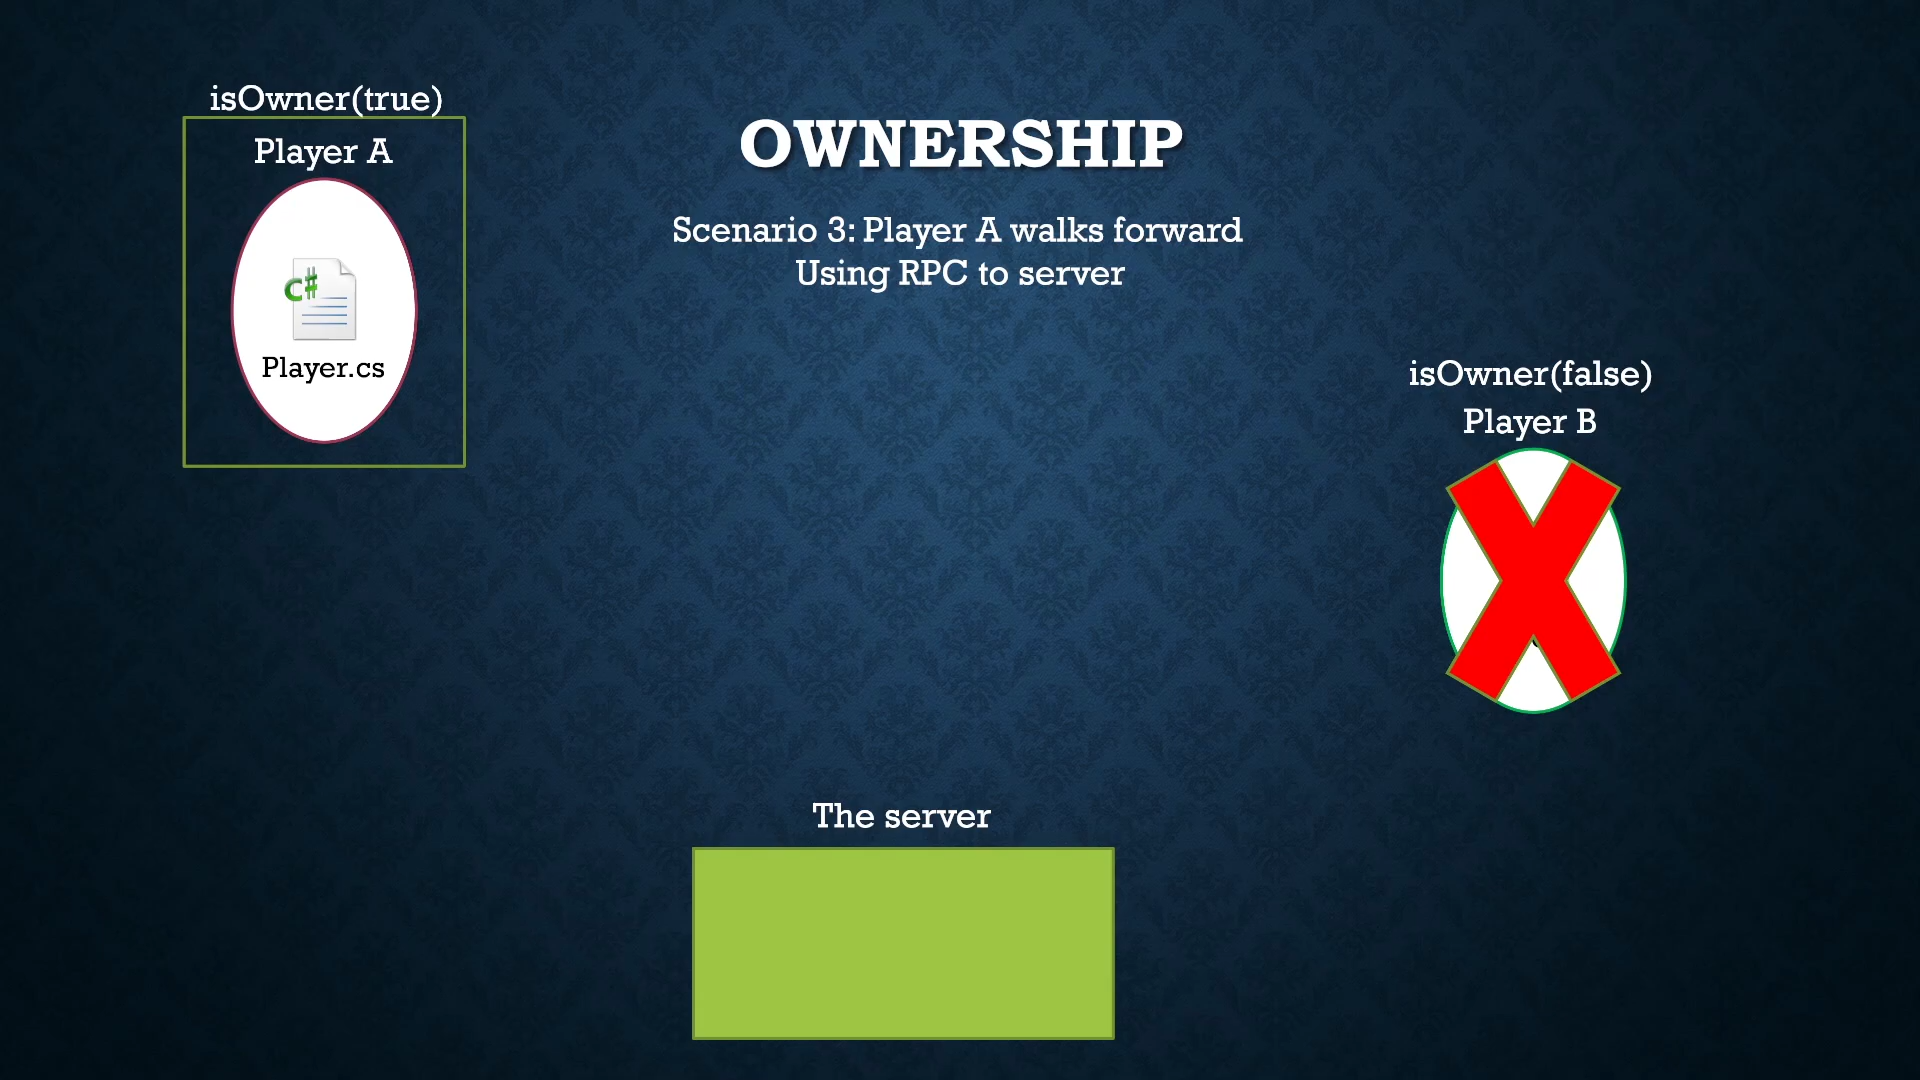 isOwner(true)
Player A
C#
Player.cs
OWNERSHIP
Scenario 3: Player A walks forward
Using RPC to server
isOwner(false)
Player B
The server